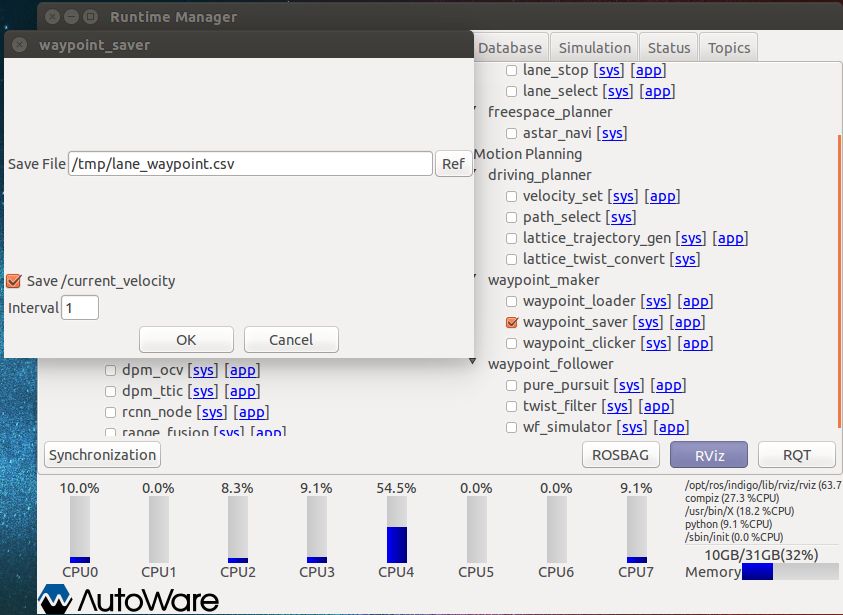 Runtime Manager
waypoint_saver
Database Simulation Status Topics
Save File /tmp/lane_waypoint.csv Ref
Save /current_velocity
Interval 1
OK Cancel
lane_stop [sys] [app]
lane_select [sys] [app]
freespace_planner
astar_navi [sys]
Motion Planning
driving_planner
velocity_set [sys] [app]
path_select [sys]
lattice_trajectory_gen [sys] [app]
lattice_twist_convert [sys]
waypoint_maker
waypoint_loader [sys] [app]
waypoint_saver [sys] [app]
waypoint_clicker [sys] [app]
waypoint_follower
pure_pursuit [sys] [app]
twist_filter [sys] [app]
wf_simulator [sys] [app]
dpm_ocv [sys] [app]
dpm_ttic [sys] [app]
rcnn_node [sys] [app]
range_fusion [sys] [app]
Synchronization ROSBAG RViz RQT
10.0% 0.0% 8.3% 9.1% 54.5% 0.0% 0.0% 9.1%
CPU0 CPU1 CPU2 CPU3 CPU4 CPU5 CPU6 CPU7
/opt/ros/indigo/lib/rviz/rviz (63.7
compiz (27.3 %CPU)
/usr/bin/X (18.2 %CPU)
python (9.1 %CPU)
/sbin/init (0.0 %CPU)
10GB/31GB(32%)
Memory
AutoWare